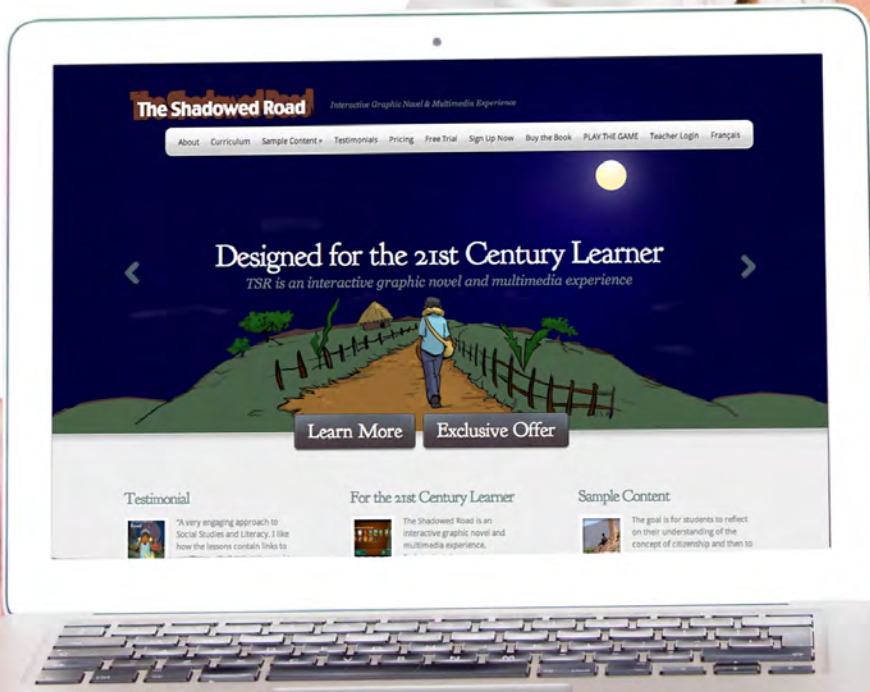 The Shadowed Road
Interactive Graphic Novel & Multimedia Experience
About Curriculum Sample Content » Testimonials Pricing Free Trial Sign Up Now Buy the Book PLAY THE GAME Teacher Login Français
Designed for the 21st Century Learner
TSR is an interactive graphic novel and multimedia experience
Learn More Exclusive Offer
Testimonial
"A very engaging approach to
Social Studies and Literacy. I like
how the lessons contain links to
For the 21st Century Learner
The Shadowed Road is an
interactive graphic novel and
multimedia experience.
Sample Content
The goal is for students to reflect
on their understanding of the
concept of citizenship and then to